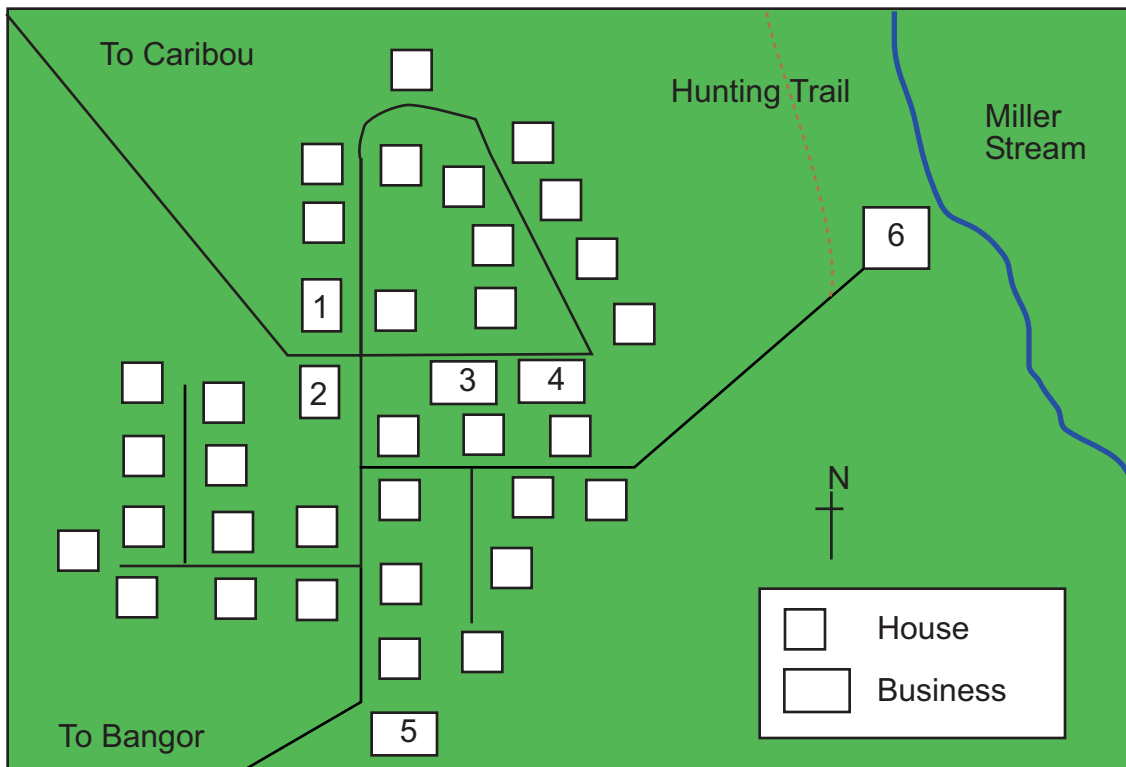 To Caribou
Hunting Trail
Miller
Stream
6
1
3
4
2
N
House
Business
5
To Bangor